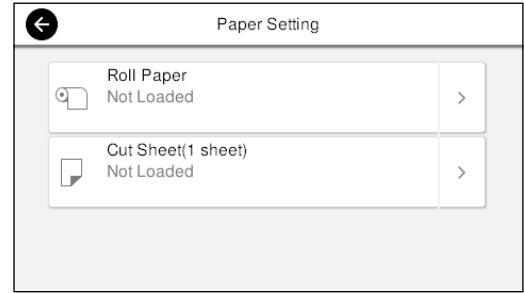 Paper Setting
Roll Paper
Not Loaded
Cut Sheet(1 sheet)
Not Loaded